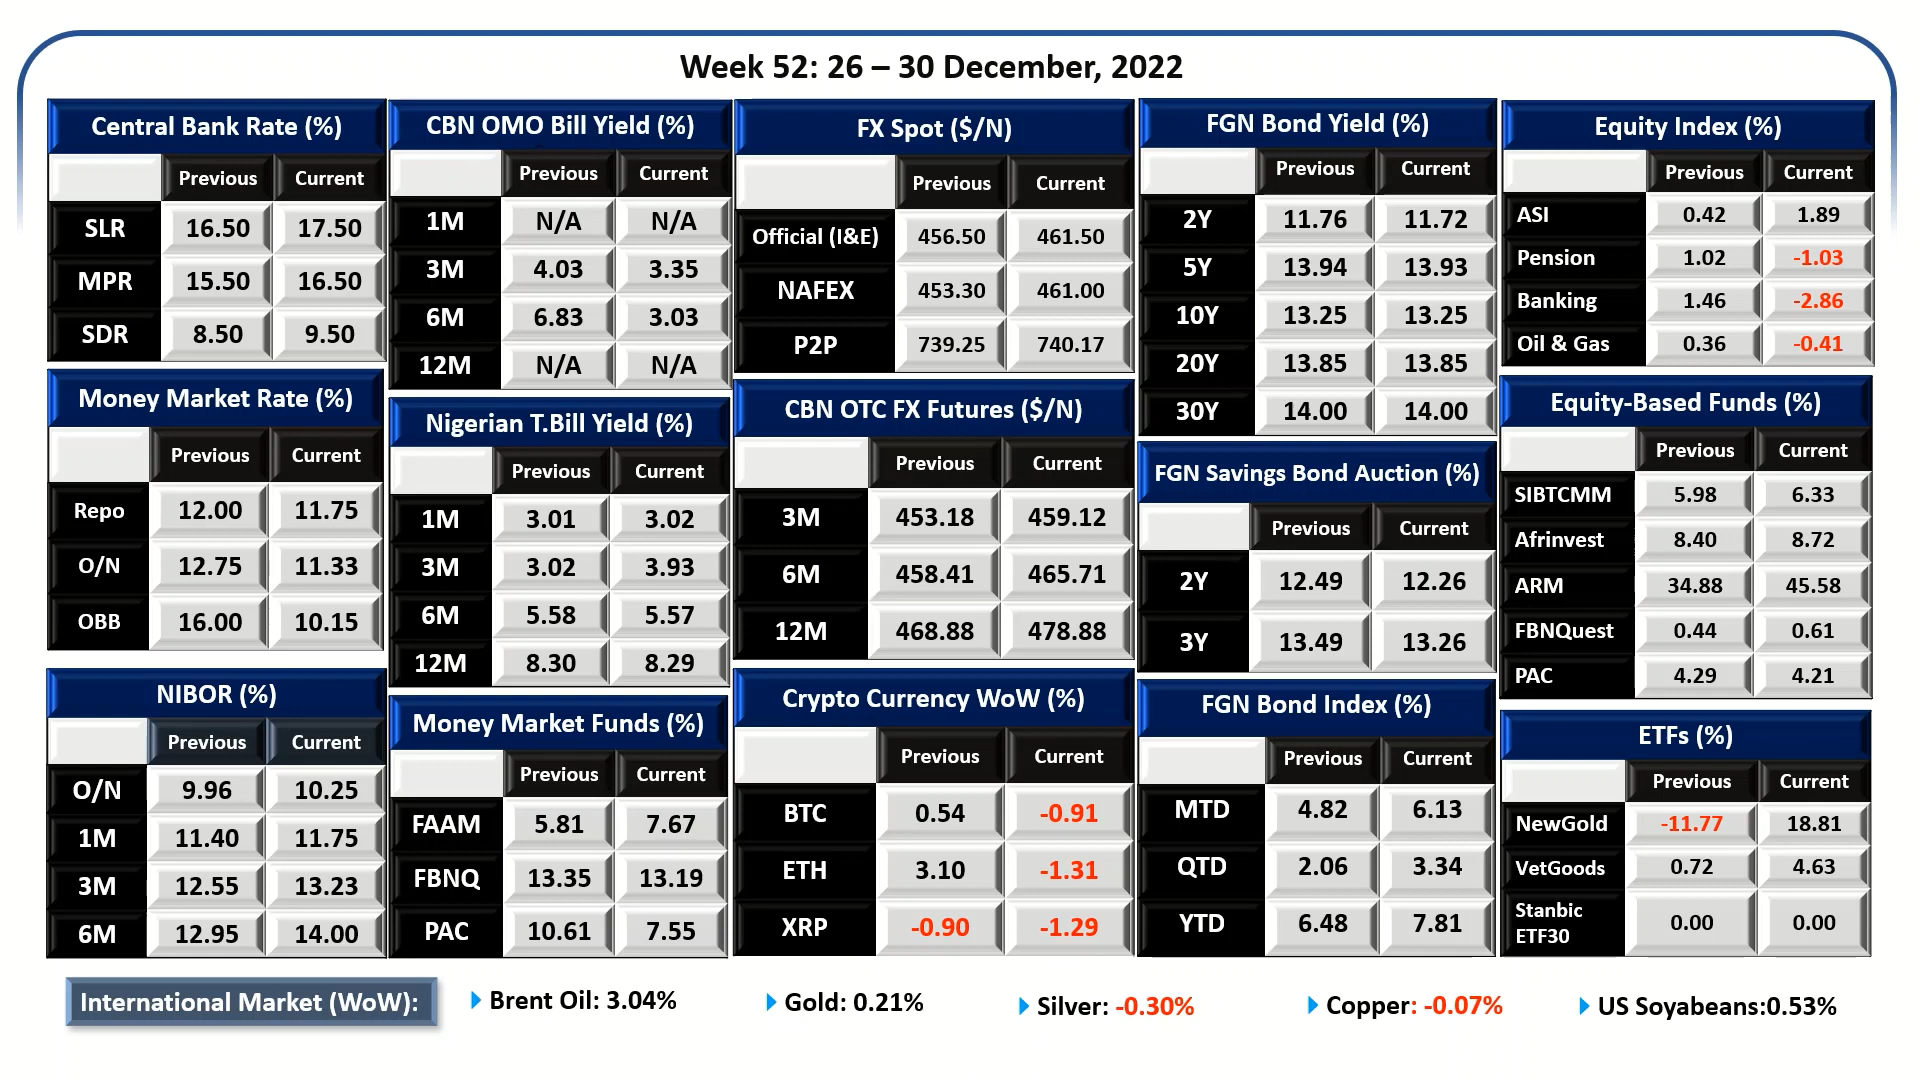 Week 52: 26 – 30 December, 2022
Central Bank Rate (%)
Previous Current
SLR 16.50 17.50
MPR 15.50 16.50
SDR 8.50 9.50
Money Market Rate (%)
Previous Current
Repo 12.00 11.75
O/N 12.75 11.33
OBB 16.00 10.15
NIBOR (%)
Previous Current
O/N 9.96 10.25
1M 11.40 11.75
3M 12.55 13.23
6M 12.95 14.00
CBN OMO Bill Yield (%)
Previous Current
1M N/A N/A
3M 4.03 3.35
6M 6.83 3.03
12M N/A N/A
Nigerian T.Bill Yield (%)
Previous Current
1M 3.01 3.02
3M 3.02 3.93
6M 5.58 5.57
12M 8.30 8.29
Money Market Funds (%)
Previous Current
FAAM 5.81 7.67
FBNQ 13.35 13.19
PAC 10.61 7.55
FX Spot ($/N)
Previous Current
Official (I&E) 456.50 461.50
NAFEX 453.30 461.00
P2P 739.25 740.17
CBN OTC FX Futures ($/N)
Previous Current
3M 453.18 459.12
6M 458.41 465.71
12M 468.88 478.88
Crypto Currency WoW (%)
Previous Current
BTC 0.54 -0.91
ETH 3.10 -1.31
XRP -0.90 -1.29
FGN Bond Yield (%)
Previous Current
2Y 11.76 11.72
5Y 13.94 13.93
10Y 13.25 13.25
20Y 13.85 13.85
30Y 14.00 14.00
FGN Savings Bond Auction (%)
Previous Current
2Y 12.49 12.26
3Y 13.49 13.26
FGN Bond Index (%)
Previous Current
MTD 4.82 6.13
QTD 2.06 3.34
YTD 6.48 7.81
Equity Index (%)
Previous Current
ASI 0.42 1.89
Pension 1.02 -1.03
Banking 1.46 -2.86
Oil & Gas 0.36 -0.41
Equity-Based Funds (%)
Previous Current
SIBTCMM 5.98 6.33
Afrinvest 8.40 8.72
ARM 34.88 45.58
FBNQuest 0.44 0.61
PAC 4.29 4.21
ETFs (%)
Previous Current
NewGold -11.77 18.81
VetGoods 0.72 4.63
Stanbic
ETF30 0.00 0.00
International Market (WoW): Brent Oil: 3.04% Gold: 0.21% Silver: -0.30% Copper: -0.07% US Soyabeans:0.53%